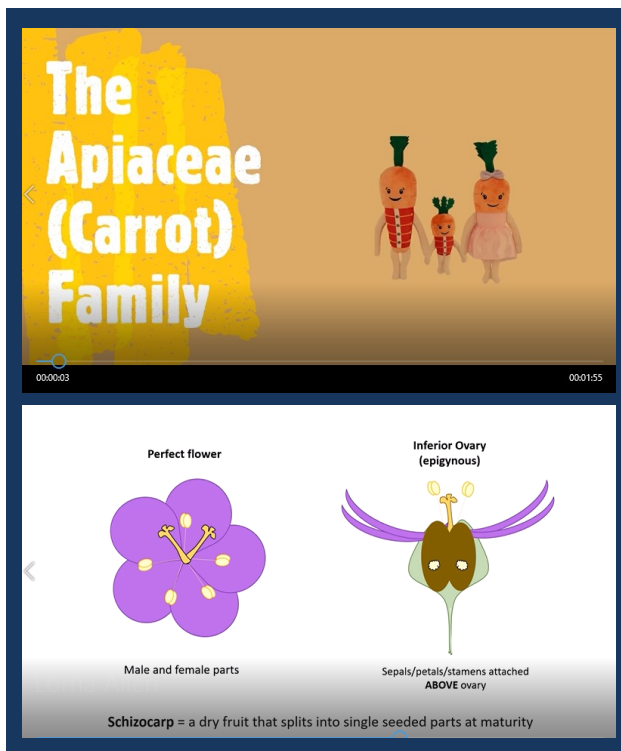 The
Apiaceae
(Carrot)
Family
00:00:03
00:01:55
Perfect flower
Inferior Ovary
(epigynous)
Male and female parts
Sepals/petals/stamens attached
ABOVE ovary
Schizocarp = a dry fruit that splits into single seeded parts at maturity